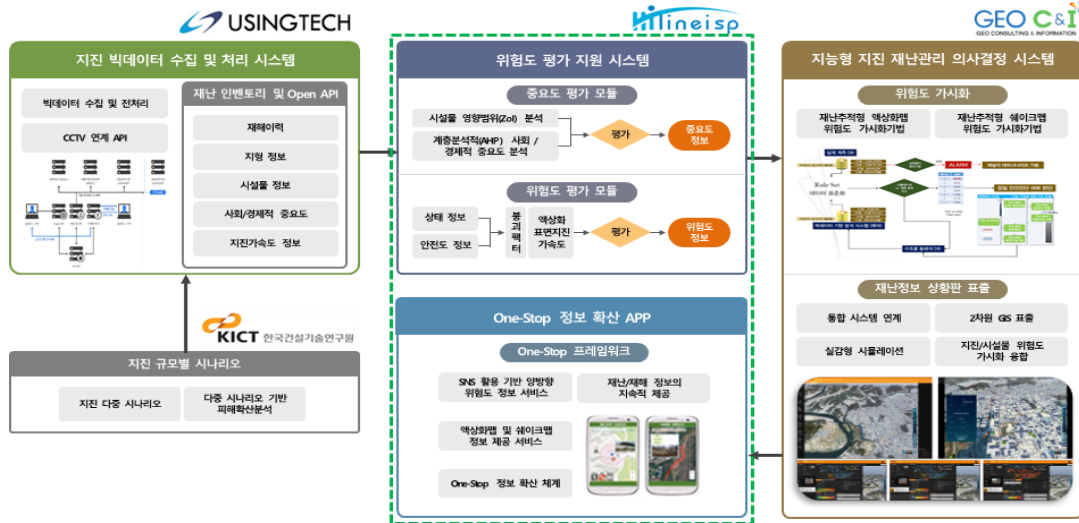 USINGTECH
Hilineisp
GEO C&I
GEO CONSULTING & INFORMATION
지진 빅데이터 수집 및 처리 시스템
빅데이터 수집 및 전처리
CCTV 연계 API
재난 인벤토리 및 Open API
재해이력
지형 정보
시설물 정보
사회/경제적 중요도
지진가속도 정보
KICT 한국건설기술연구원
지진 규모별 시나리오
지진 다중 시나리오
다중 시나리오 기반
피해확산분석
위험도 평가 지원 시스템
중요도 평가 모듈
시설물 영향범위(ZoI) 분석
계층분석적(AHP) 사회 /
경제적 중요도 분석
평가
중요도
정보
위험도 평가 모듈
상태 정보
안전도 정보
붕괴팩터
액상화
표면지진
가속도
평가
위험도
정보
One-Stop 정보 확산 APP
One-Stop 프레임워크
SNS 활용 기반 양방향
위험도 정보 서비스
재난/재해 정보의
지속적 제공
액상화맵 및 쉐이크맵
정보 제공 서비스
One-Stop 정보 확산 체계
지능형 지진 재난관리 의사결정 시스템
위험도 가시화
재난추적형 액상화맵
위험도 가시화기법
재난추적형 쉐이크맵
위험도 가시화기법
ALARM
Rule Set
데이터 표준화
재난정보 상황판 표출
통합 시스템 연계
2차원 GIS 표출
실감형 시뮬레이션
지진/시설물 위험도
가시화 융합